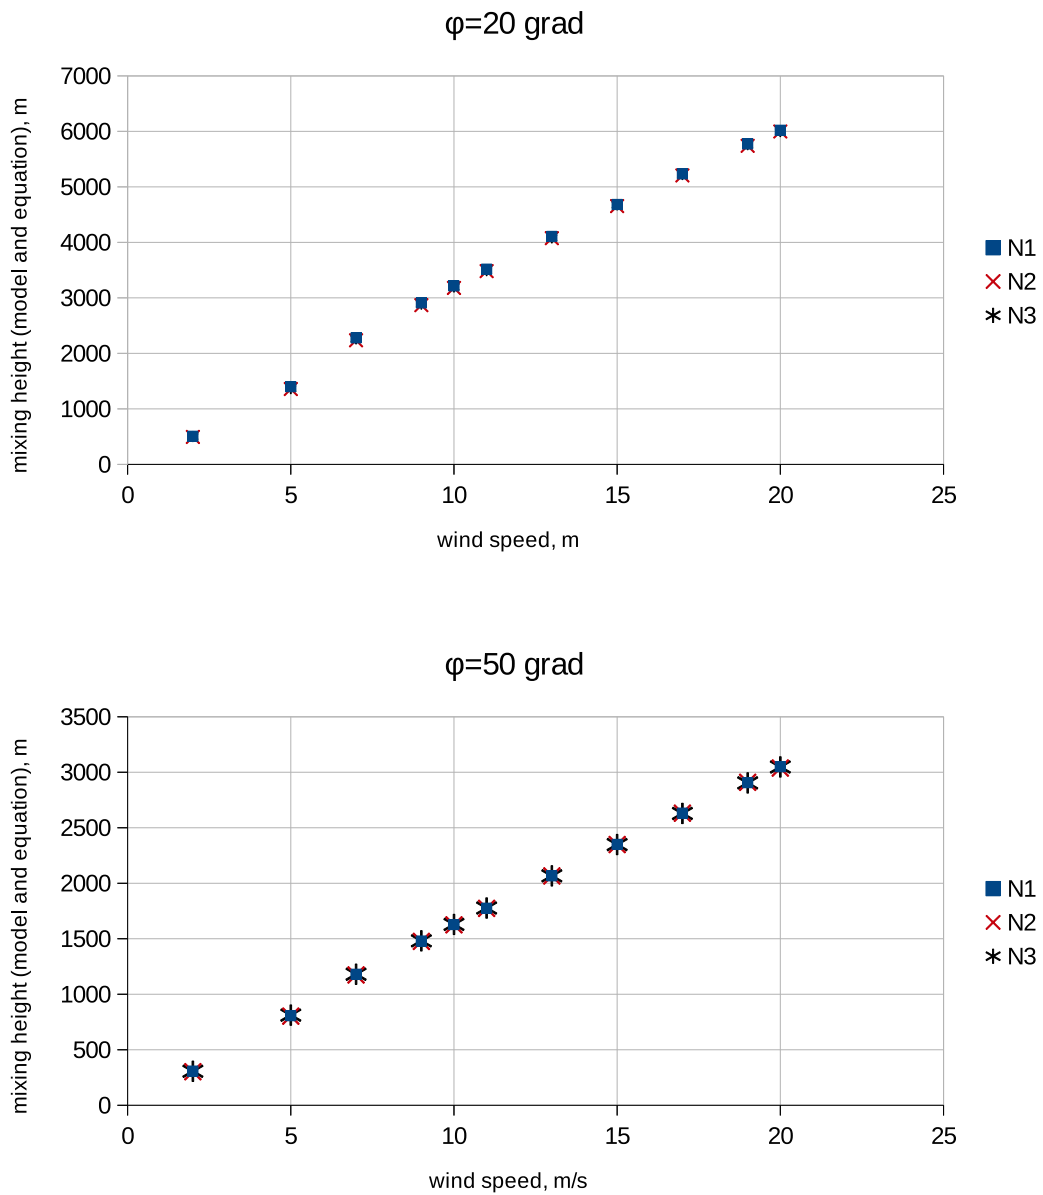 φ=20 grad
mixing height (model and equation), m
7000
6000
5000
4000
3000
2000
1000
0
0 5 10 15 20 25
wind speed, m
N1
N2
N3
φ=50 grad
mixing height (model and equation), m
3500
3000
2500
2000
1500
1000
500
0
0 5 10 15 20 25
wind speed, m/s
N1
N2
N3